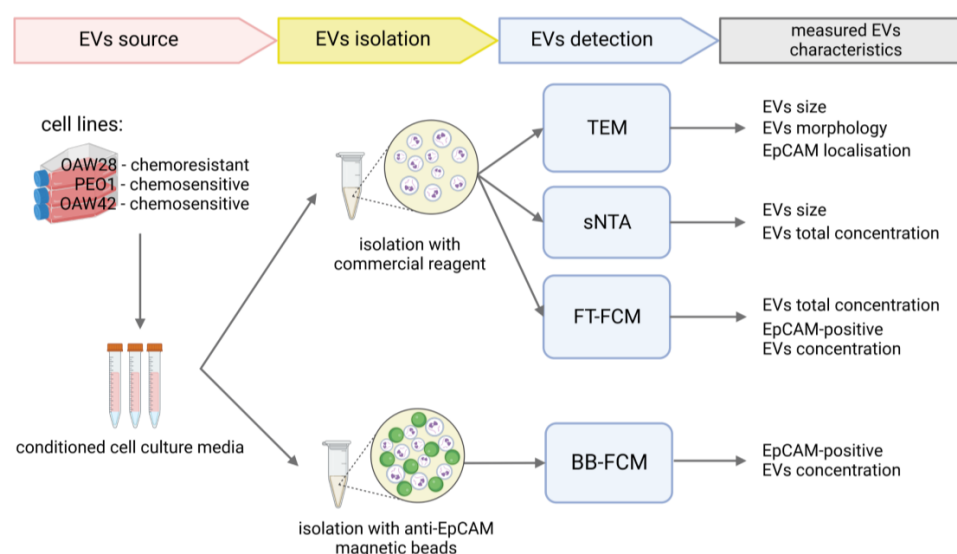 EVs source
EVs isolation
EVs detection
measured EVs
characteristics
cell lines:
OAW28 - chemoresistant
PEO1 - chemosensitive
OAW42 - chemosensitive
conditioned cell culture media
isolation with
commercial reagent
isolation with anti-EpCAM
magnetic beads
TEM
sNTA
FT-FCM
BB-FCM
EVs size
EVs morphology
EpCAM localisation
EVs size
EVs total concentration
EVs total concentration
EpCAM-positive
EVs concentration
EpCAM-positive
EVs concentration